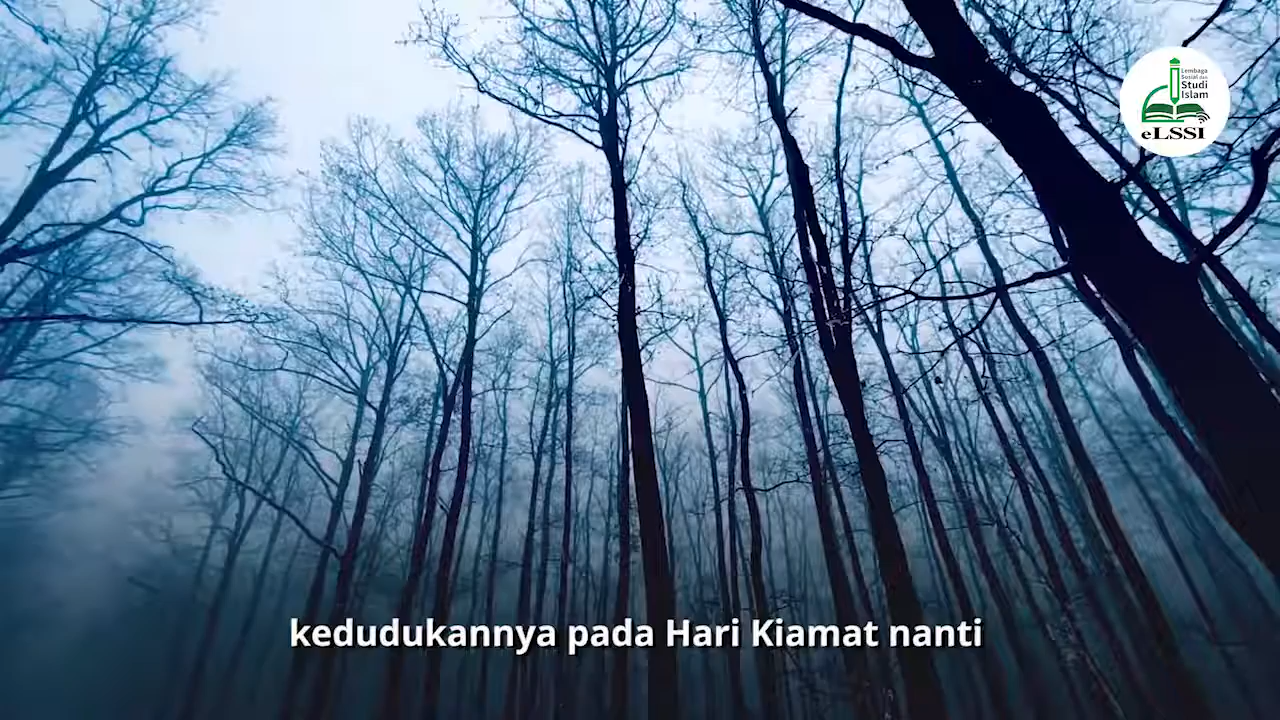 Lembaga
Sosial dan
Studi
Islam
eLSSI
kedudukannya pada Hari Kiamat nanti